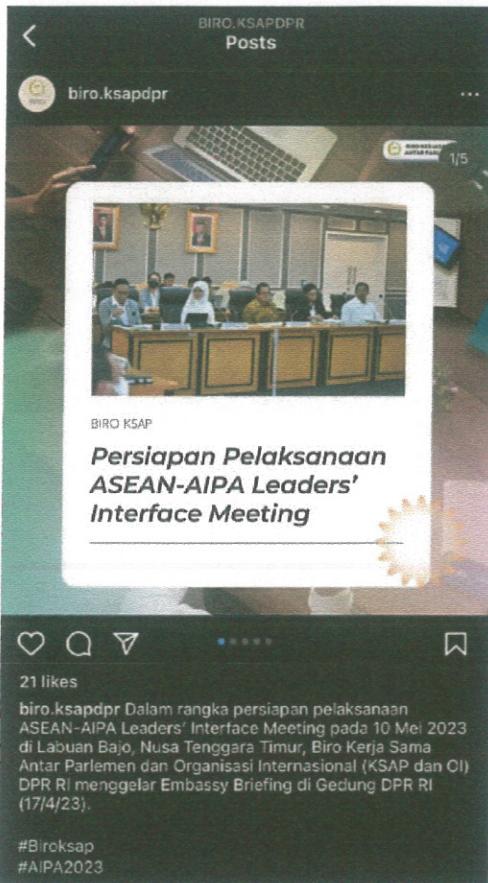 BIRO.KSAPDPR
Posts
biro.ksapdpr
1/5
BIRO KSAP
Persiapan Pelaksanaan
ASEAN-AIPA Leaders'
Interface Meeting
21 likes
biro.ksapdpr Dalam rangka persiapan pelaksanaan
ASEAN-AIPA Leaders' Interface Meeting pada 10 Mei 2023
di Labuan Bajo, Nusa Tenggara Timur, Biro Kerja Sama
Antar Parlemen dan Organisasi Internasional (KSAP dan OI)
DPR RI menggelar Embassy Briefing di Gedung DPR RI
(17/4/23).
#Biroksap
#AIPA2023